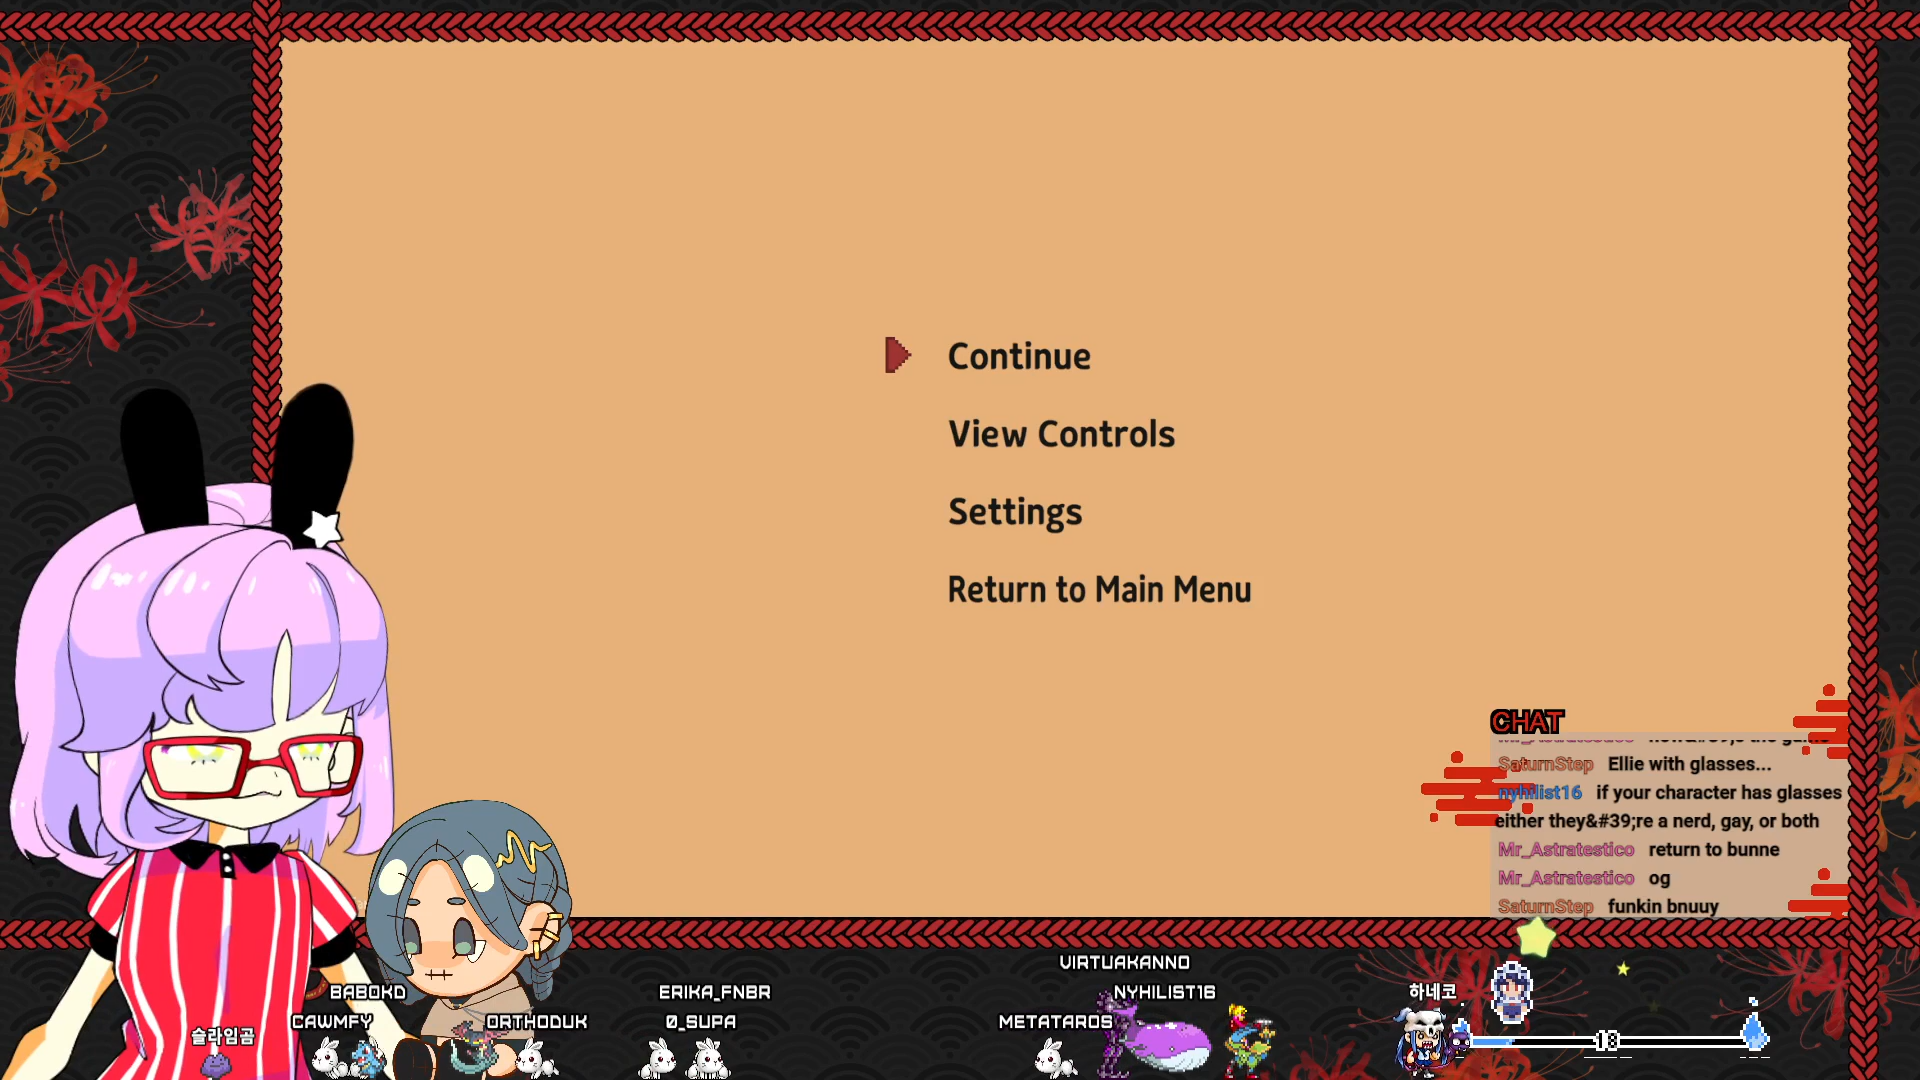 Continue
View Controls
Settings
Return to Main Menu
CHAT
SaturnStep Ellie with glasses...
nyhilist16 if your character has glasses
either they&#39;re a nerd, gay, or both
Mr_Astratestico return to bunne
Mr_Astratestico og
SaturnStep funkin bnuuy
VIRTUAKANNO
BABOKD
ERIKA_FNBR
NYHILIST16
하네코
CAWMFY
ORTHODUK
0_SUPA
METATAROS
슬라임곰
18